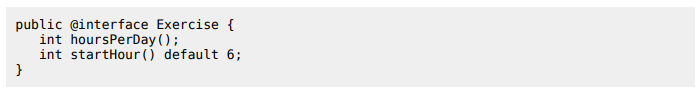 public @interface Exercise {
   int hoursPerDay();
   int startHour() default 6;
}